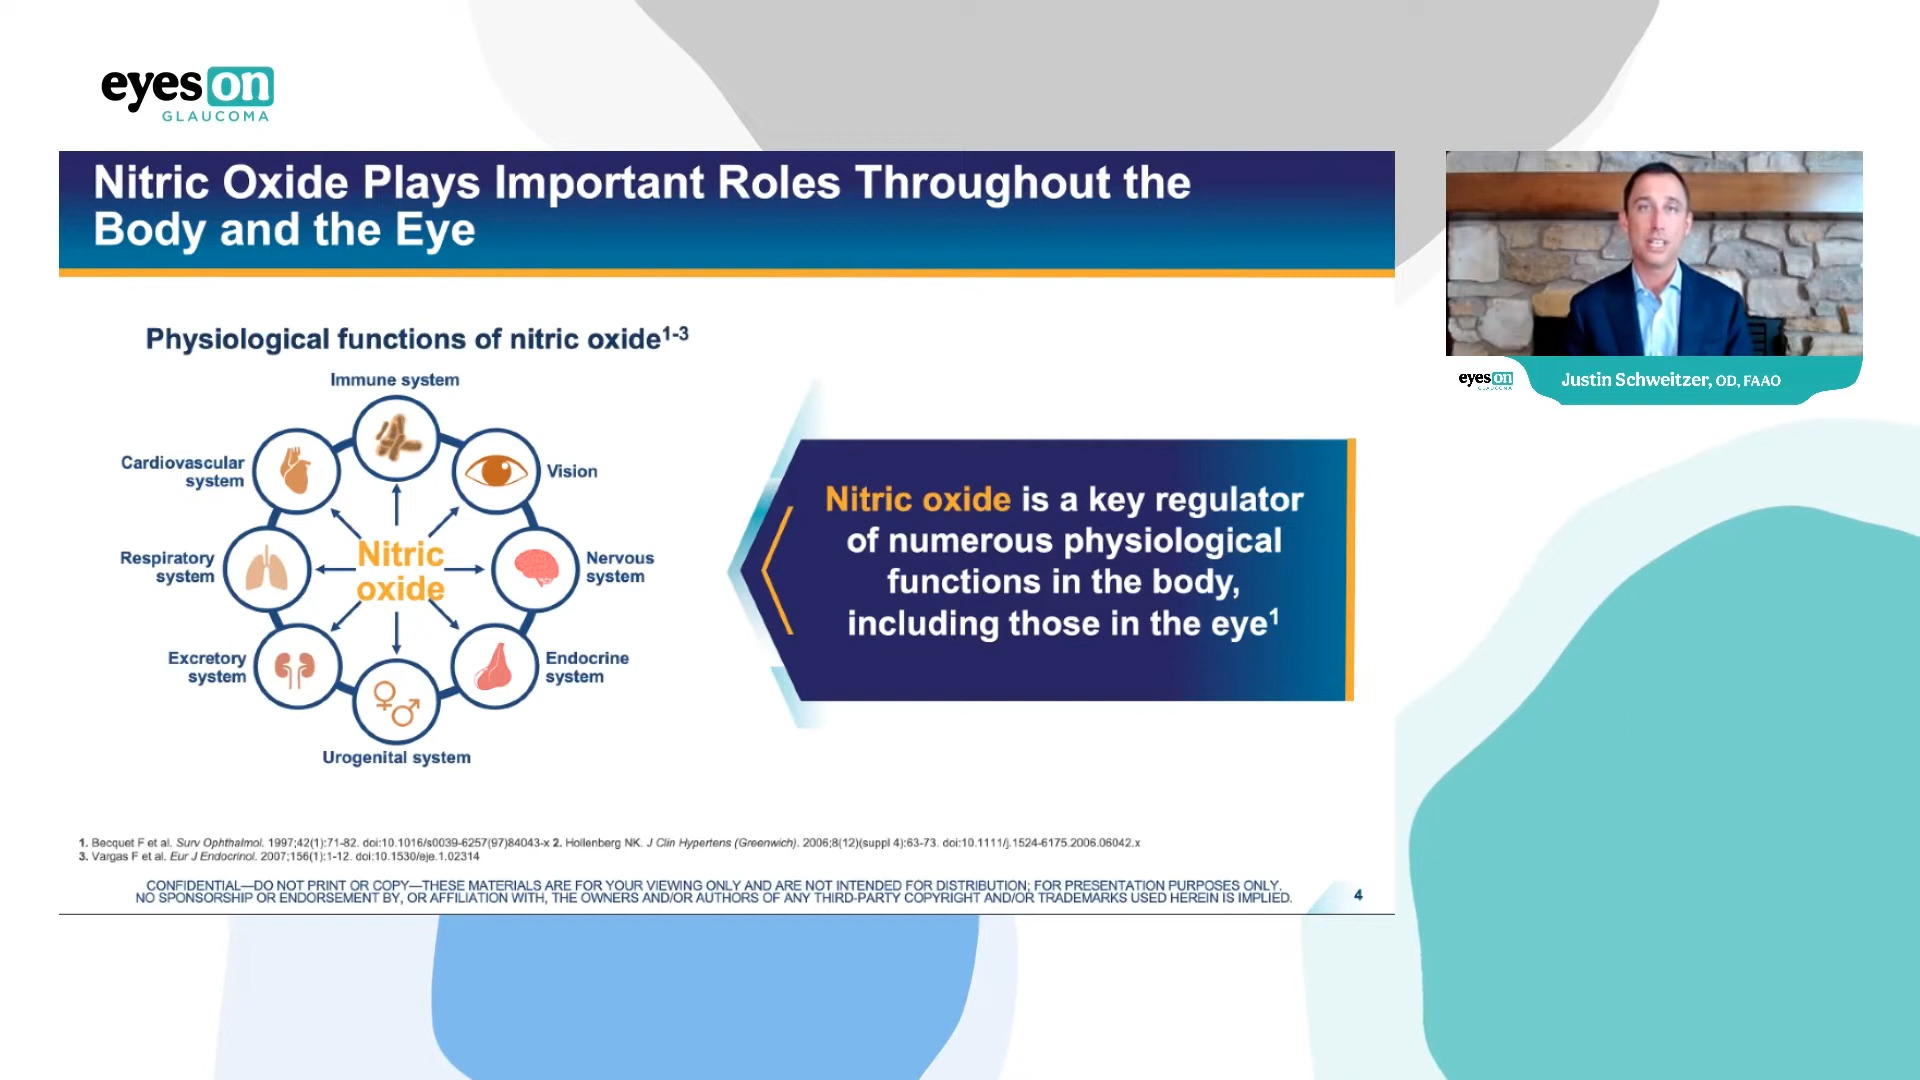 eyes on
GLAUCOMA
Nitric Oxide Plays Important Roles Throughout the
Body and the Eye
Physiological functions of nitric oxide1-3
Immune system
Cardiovascular
system
Vision
Respiratory
system
Nitric
oxide
Nervous
system
Excretory
system
Endocrine
system
Urogenital system
Nitric oxide is a key regulator
of numerous physiological
functions in the body,
including those in the eye1
1. Becquet F et al. Surv Ophthalmol. 1997;42(1):71-82. doi:10.1016/s0039-6257(97)84043-x 2. Hollenberg NK. J Clin Hypertens (Greenwich). 2006;8(12)(suppl 4):63-73. doi:10.1111/j.1524-6175.2006.06042.x
3. Vargas F et al. Eur J Endocrinol. 2007;156(1):1-12. doi:10.1530/eje.1.02314
CONFIDENTIAL—DO NOT PRINT OR COPY—THESE MATERIALS ARE FOR YOUR VIEWING ONLY AND ARE NOT INTENDED FOR DISTRIBUTION; FOR PRESENTATION PURPOSES ONLY.
NO SPONSORSHIP OR ENDORSEMENT BY, OR AFFILIATION WITH, THE OWNERS AND/OR AUTHORS OF ANY THIRD-PARTY COPYRIGHT AND/OR TRADEMARKS USED HEREIN IS IMPLIED.
4
eyes on
GLAUCOMA
Justin Schweitzer, OD, FAAO